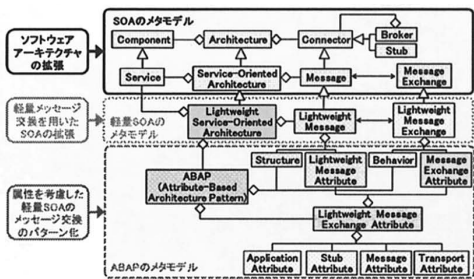 SOAのメタモデル
ソフトウェア
アーキテクチャ
の拡張
Component
Architecture
Connector
Broker
Stub
Service
Service-Oriented
Architecture
Message
Message
Exchange
軽量メッセージ
交換を用いた
SOAの拡張
軽量SOAの
メタモデル
Lightweight
Service-Oriented
Architecture
Lightweight
Message
Lightweight
Message
Exchange
属性を考慮した
軽量SOAの
メッセージ交換
のパターン化
ABAP
(Attribute-Based
Architecture Pattern)
Structure
Lightweight
Message
Attribute
Behavior
Message
Exchange
Attribute
Lightweight Message
Exchange Attribute
Application
Attribute
Stub
Attribute
Message
Attribute
Transport
Attribute
ABAPのメタモデル